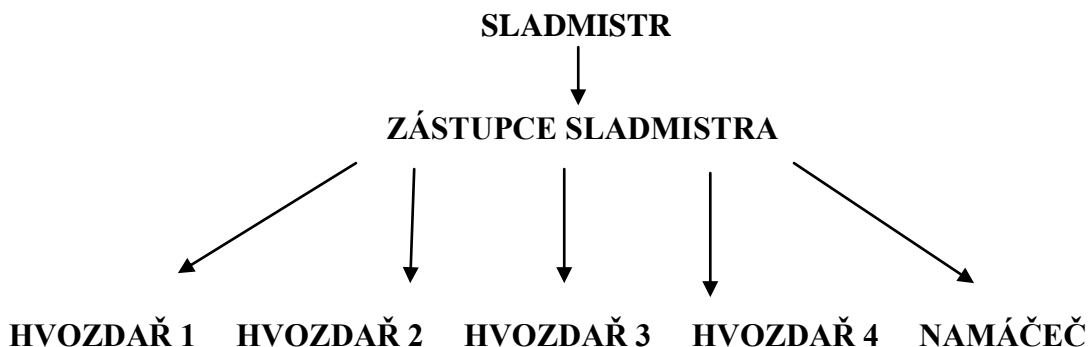 SLADMISTR
ZÁSTUPCE SLADMISTRA
HVOZDAŘ 1 HVOZDAŘ 2 HVOZDAŘ 3 HVOZDAŘ 4 NAMÁČEČ